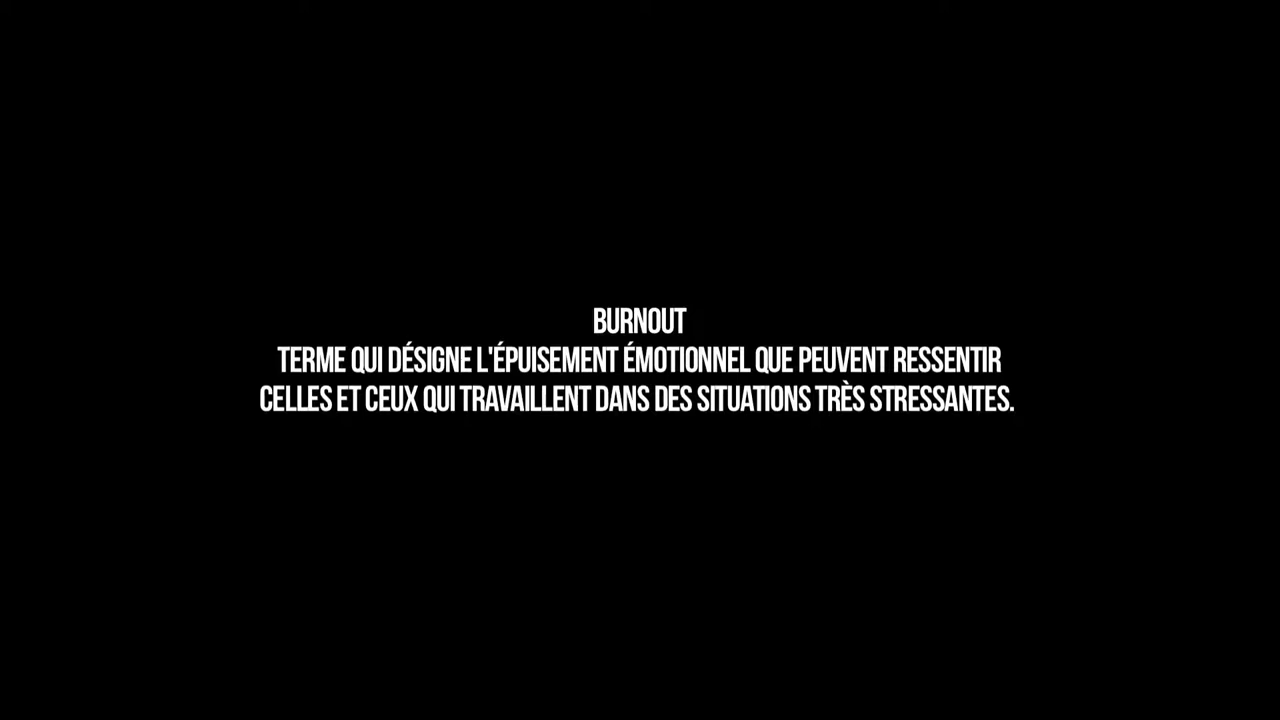 BURNOUT
TERME QUI DÉSIGNE L'ÉPUISEMENT ÉMOTIONNEL QUE PEUVENT RESSENTIR
CELLES ET CEUX QUI TRAVAILLENT DANS DES SITUATIONS TRÈS STRESSANTES.